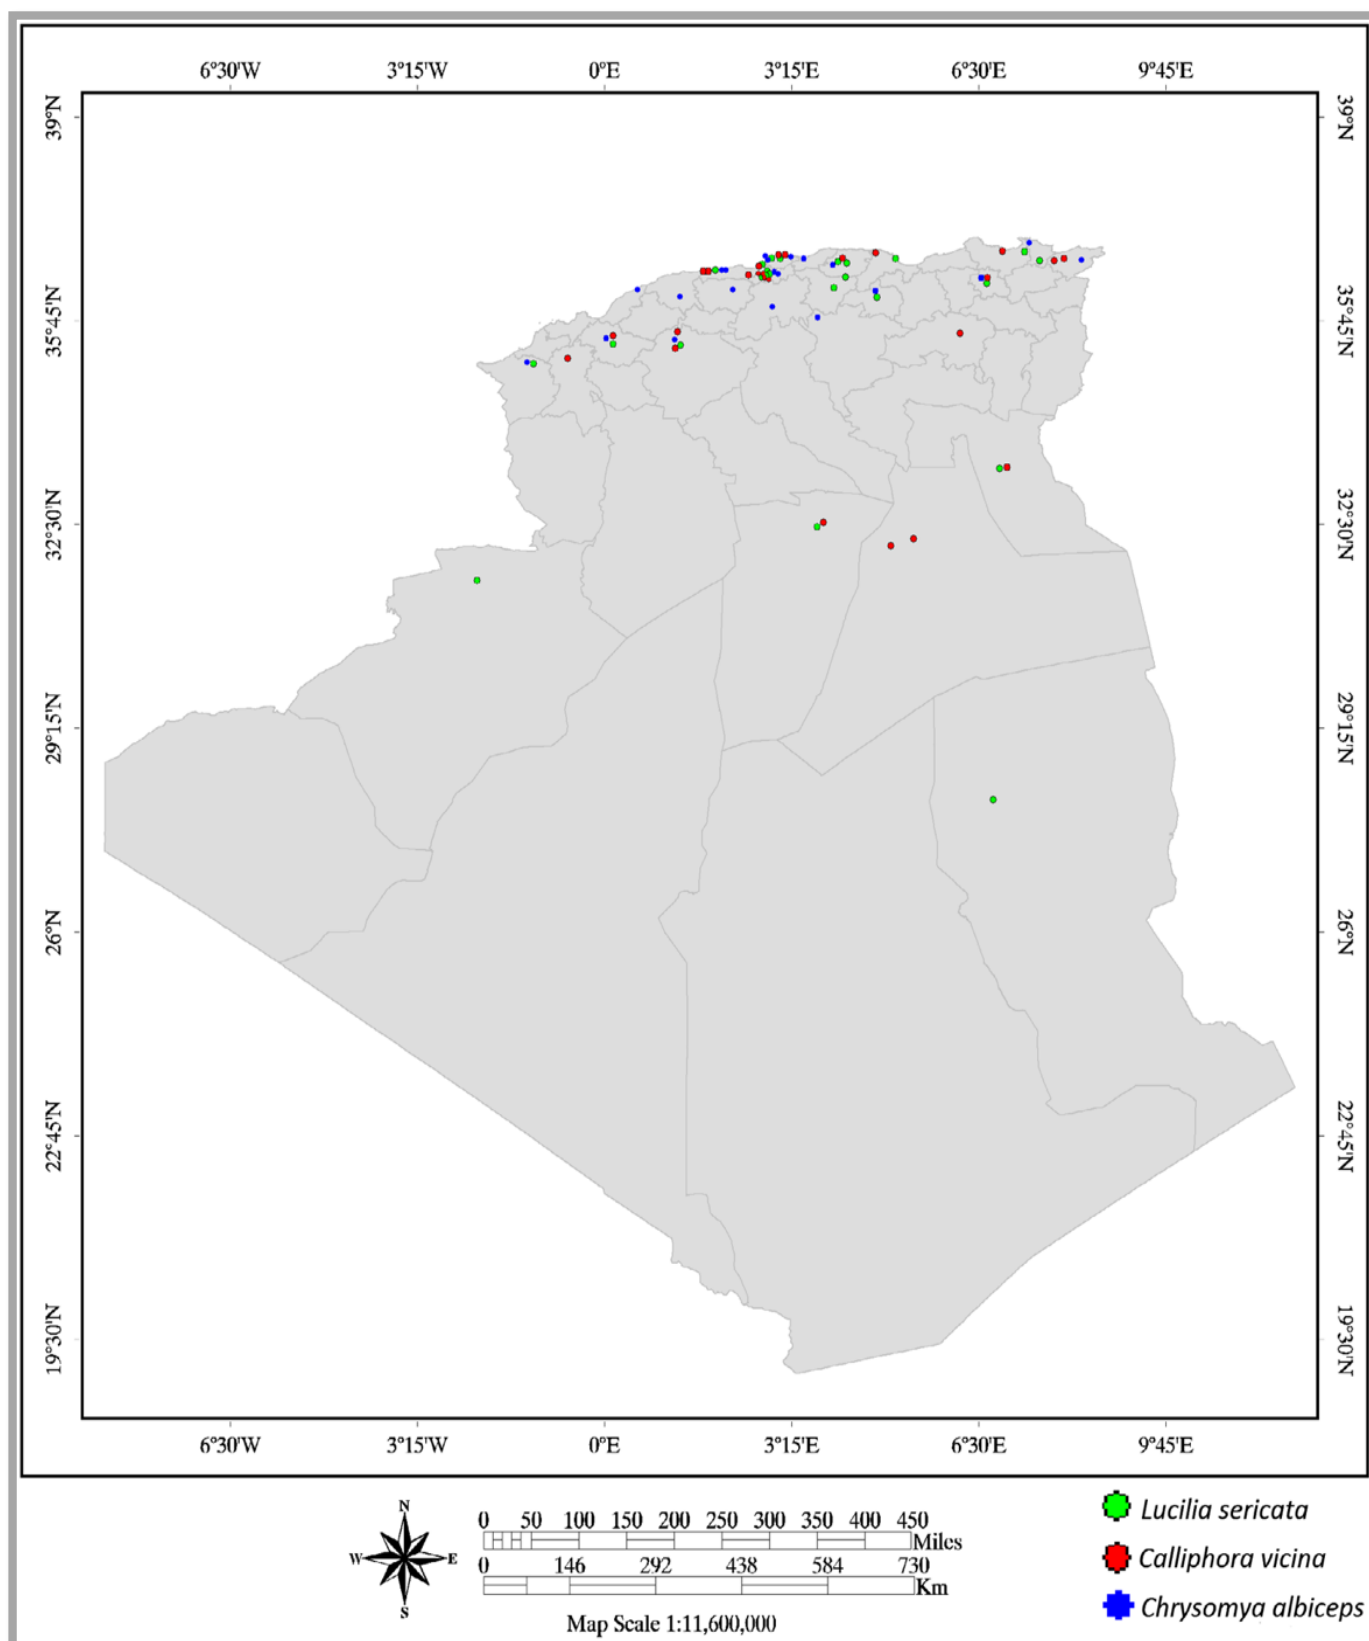 6°30'W 3°15'W 0°E 3°15'E 6°30'E 9°45'E
39°N 39°N
35°45'N 35°45'N
32°30'N 32°30'N
29°15'N 29°15'N
26°N 26°N
22°45'N 22°45'N
19°30'N 19°30'N
6°30'W 3°15'W 0°E 3°15'E 6°30'E 9°45'E
N
W E
S
0 50 100 150 200 250 300 350 400 450
Miles
0 146 292 438 584 730
Km
Map Scale 1:11,600,000
Lucilia sericata
Calliphora vicina
Chrysomya albiceps